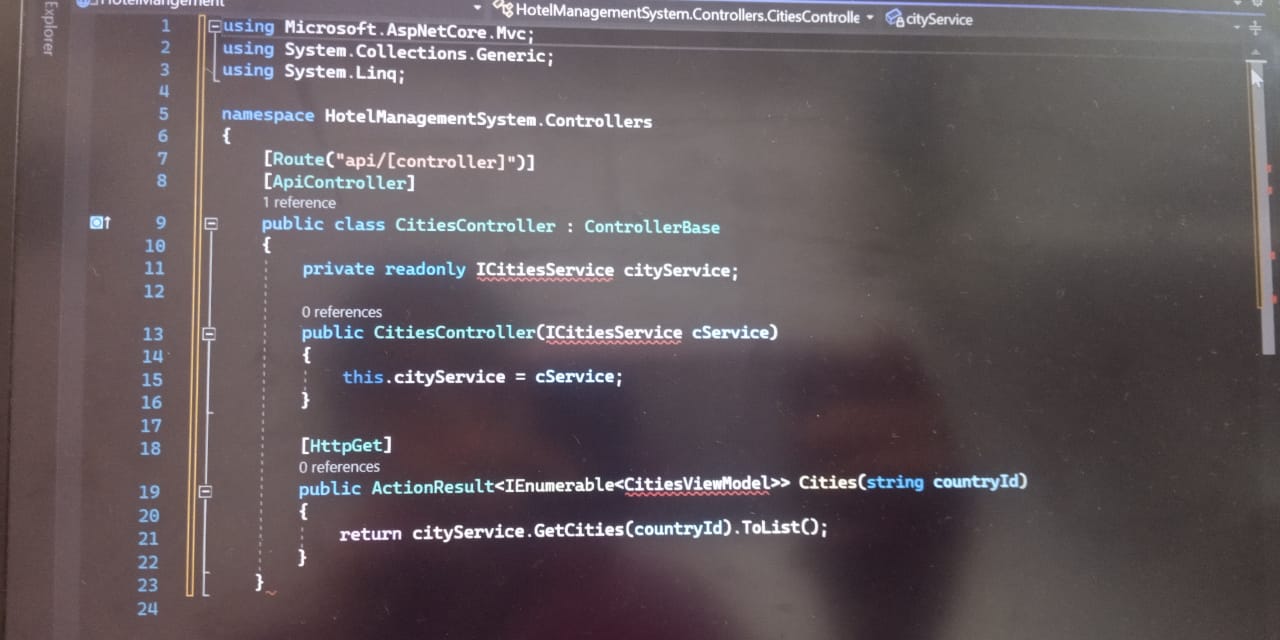 HotelMangement
HotelManagementSystem.Controllers.CitiesControlle
cityService
Explorer
1 using Microsoft.AspNetCore.Mvc;
2 using System.Collections.Generic;
3 using System.Linq;
4
5 namespace HotelManagementSystem.Controllers
6 {
7 [Route("api/[controller]")]
8 [ApiController]
1 reference
9 public class CitiesController : ControllerBase
10 {
11 private readonly ICitiesService cityService;
12
0 references
13 public CitiesController(ICitiesService cService)
14 {
15 this.cityService = cService;
16 }
17
18 [HttpGet]
0 references
19 public ActionResult<IEnumerable<CitiesViewModel>> Cities(string countryId)
20 {
21 return cityService.GetCities(countryId).ToList();
22 }
23 }
24